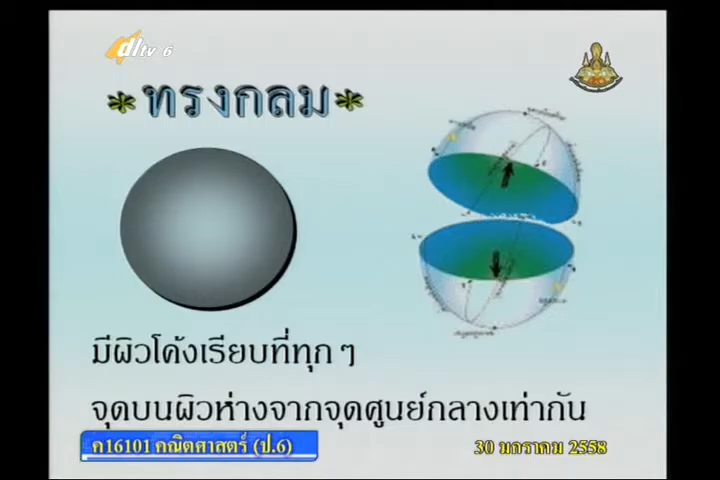 dltv 6
*ทรงกลม*
มีผิวโค้งเรียบที่ทุกๆ
จุดบนผิวห่างจากจุดศูนย์กลางเท่ากัน
ค16101 คณิตศาสตร์ (ป.6)
30 มกราคม 2558